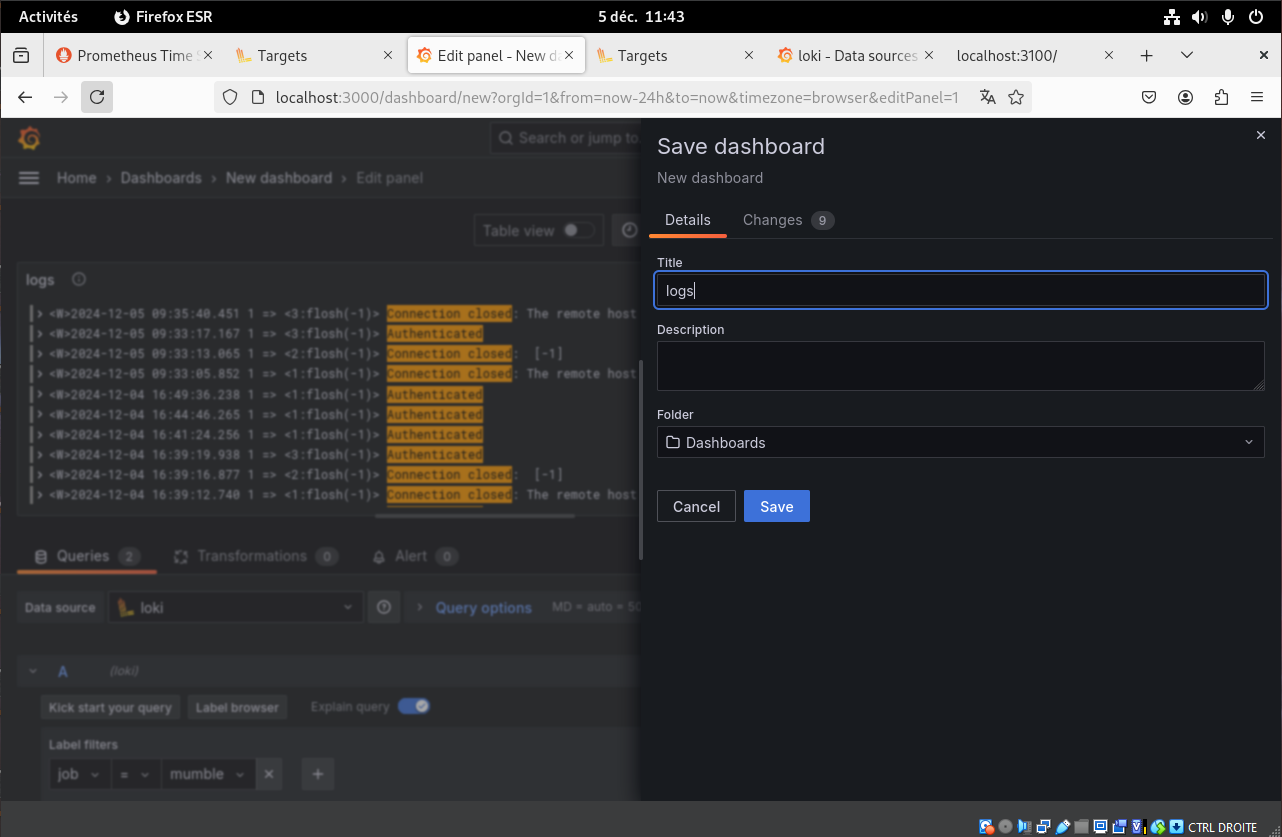 Activités Firefox ESR 5 déc. 11:43
Prometheus Time S Targets Edit panel - New d Targets loki - Data sources localhost:3100/
localhost:3000/dashboard/new?orgId=1&from=now-24h&to=now&timezone=browser&editPanel=1
Search or jump to.
Home › Dashboards › New dashboard › Edit panel
Table view
logs
<W>2024-12-05 09:35:40.451 1 => <3:flosh(-1)> Connection closed: The remote host
<W>2024-12-05 09:33:17.167 1 => <3:flosh(-1)> Authenticated
<W>2024-12-05 09:33:13.065 1 => <2:flosh(-1)> Connection closed: [-1]
<W>2024-12-05 09:33:05.852 1 => <1:flosh(-1)> Connection closed: The remote host
<W>2024-12-04 16:49:36.238 1 => <1:flosh(-1)> Authenticated
<W>2024-12-04 16:44:46.265 1 => <1:flosh(-1)> Authenticated
<W>2024-12-04 16:41:24.256 1 => <1:flosh(-1)> Authenticated
<W>2024-12-04 16:39:19.938 1 => <3:flosh(-1)> Authenticated
<W>2024-12-04 16:39:16.877 1 => <2:flosh(-1)> Connection closed: [-1]
<W>2024-12-04 16:39:12.740 1 => <1:flosh(-1)> Connection closed: The remote host
Queries 2 Transformations 0 Alert 0
Data source loki Query options MD = auto = 50
A (loki)
Kick start your query Label browser Explain query
Label filters
job = mumble
Save dashboard
New dashboard
Details Changes 9
Title
logs
Description
Folder
Dashboards
Cancel Save
CTRL DROITE